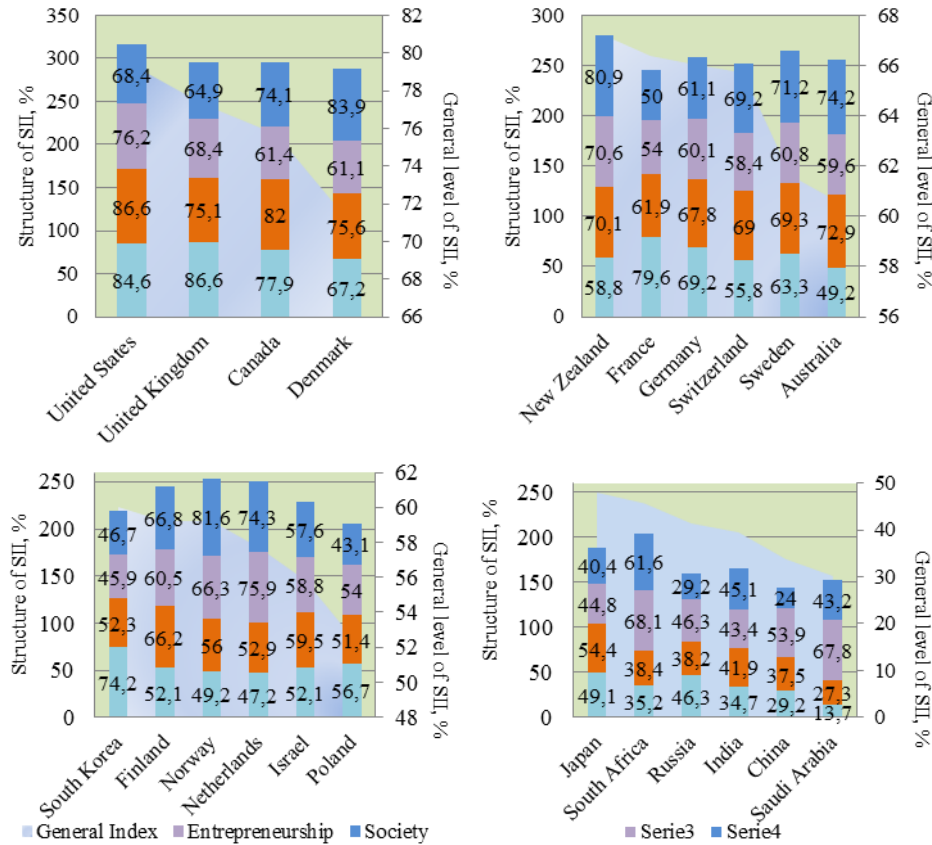 350
300
250
200
150
100
50
0
Structure of SII, %
68,4 64,9 74,1 83,9
76,2 68,4 61,4 61,1
86,6 75,1 82 75,6
84,6 86,6 77,9 67,2
82
80
78
76
74
72
70
68
66
General level of SII, %
United States United Kingdom Canada Denmark
300
250
200
150
100
50
0
Structure of SII, %
80,9 50 61,1 69,2 71,2 74,2
70,6 54 60,1 58,4 60,8 59,6
70,1 61,9 67,8 69 69,3 72,9
58,8 79,6 69,2 55,8 63,3 49,2
68
66
64
62
60
58
56
General level of SII, %
New Zealand France Germany Switzerland Sweden Australia
250
200
150
100
50
0
Structure of SII, %
46,7 66,8 81,6 74,3 57,6 43,1
45,9 60,5 66,3 75,9 58,8 54
52,3 66,2 56 52,9 59,5 51,4
74,2 52,1 49,2 47,2 52,1 56,7
62
60
58
56
54
52
50
48
General level of SII, %
South Korea Finland Norway Netherlands Israel Poland
250
200
150
100
50
0
Structure of SII, %
40,4 61,6 29,2 45,1 24 43,2
44,8 68,1 46,3 43,4 53,9 67,8
54,4 38,4 38,2 41,9 37,5 27,3
49,1 35,2 46,3 34,7 29,2 13,7
50
40
30
20
10
0
General level of SII, %
Japan South Africa Russia India China Saudi Arabia
General Index Entrepreneurship Society
Serie3 Serie4